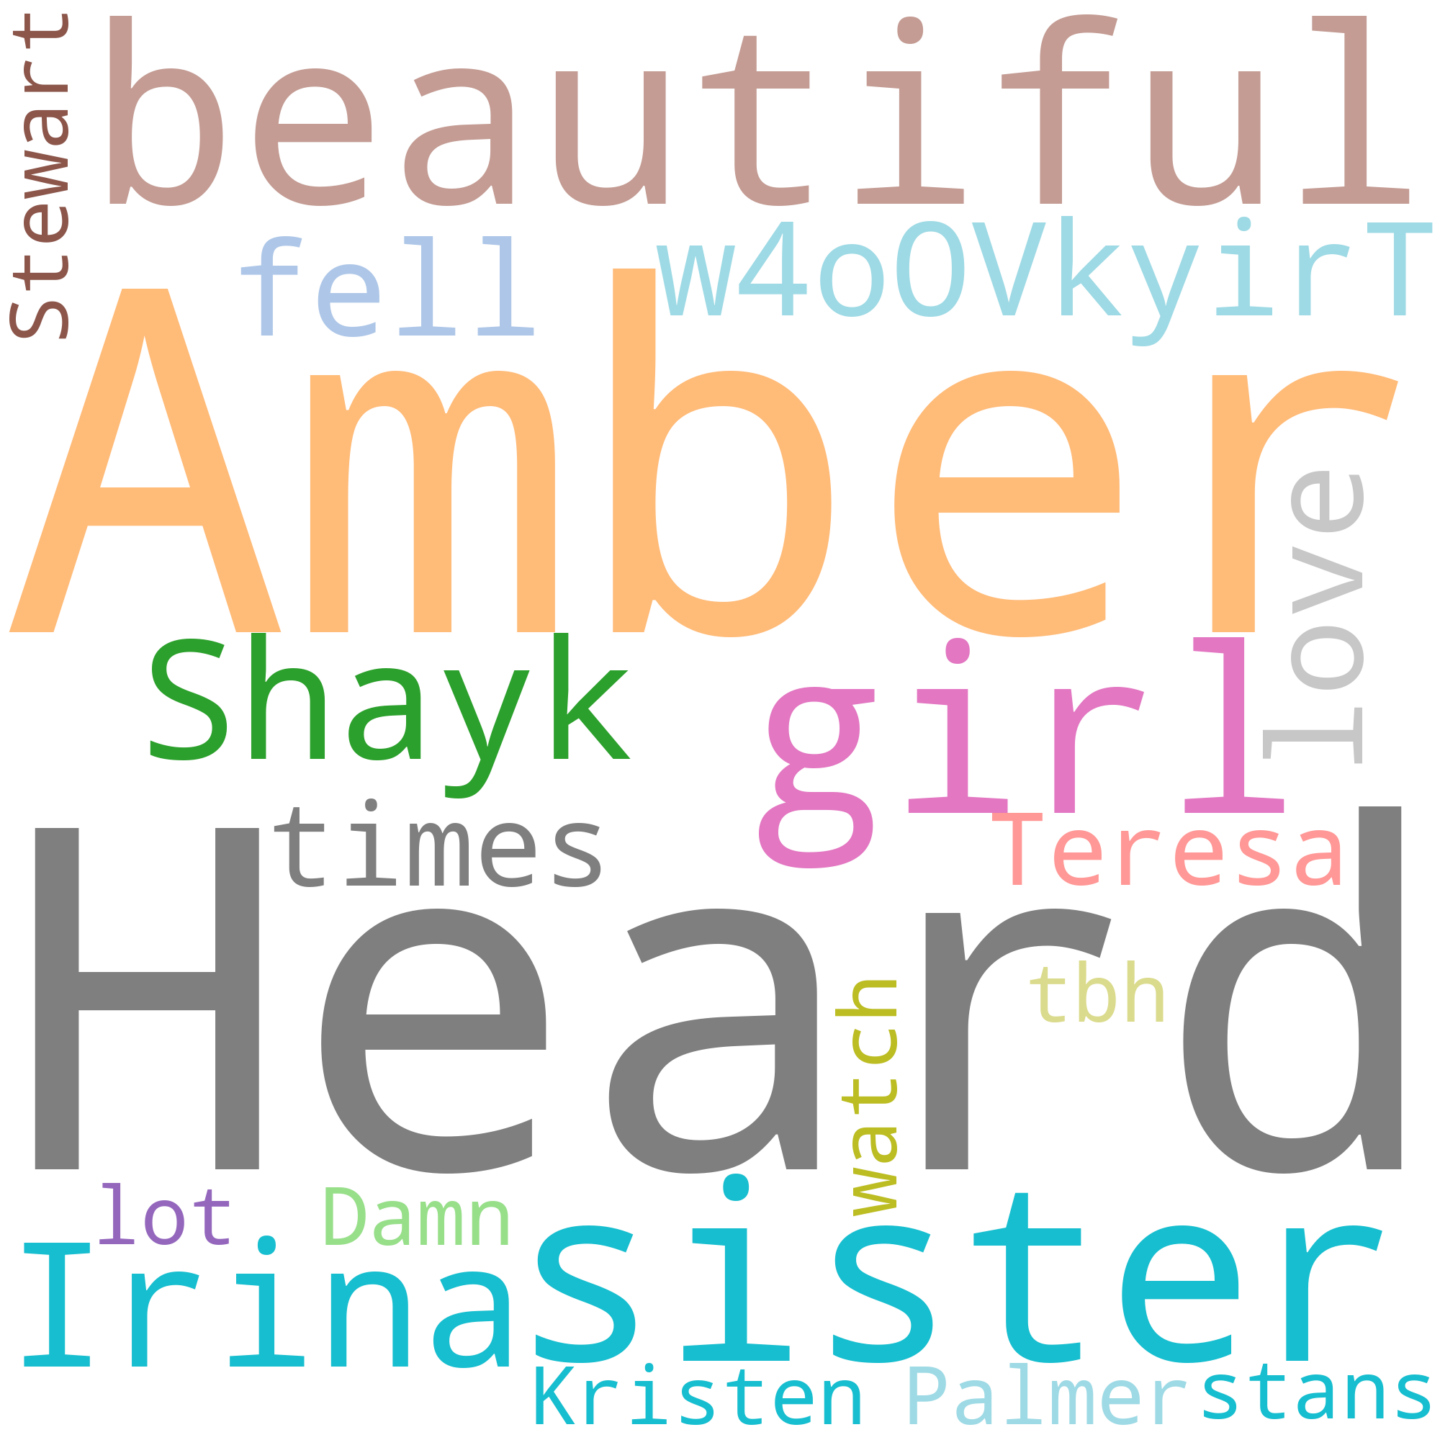 Stewart
beautiful
fell
w4oOVkyirT
Amber
love
Shayk
girl
times
Teresa
Heard
tbh
watch
lot
Damn
Irina
sister
Kristen
Palmer
stans